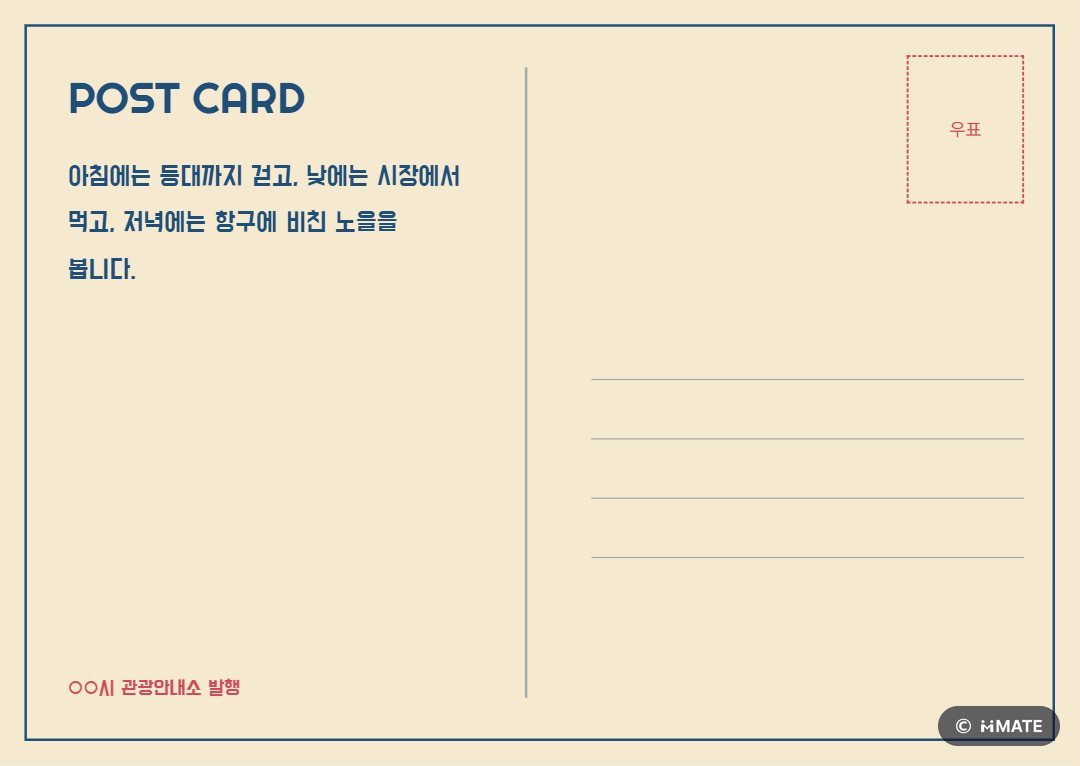 POST CARD
우표
아침에는 등대까지 걷고, 낮에는 시장에서
먹고, 저녁에는 항구에 비친 노을을
봅니다.
○○시 관광안내소 발행
© MMATE